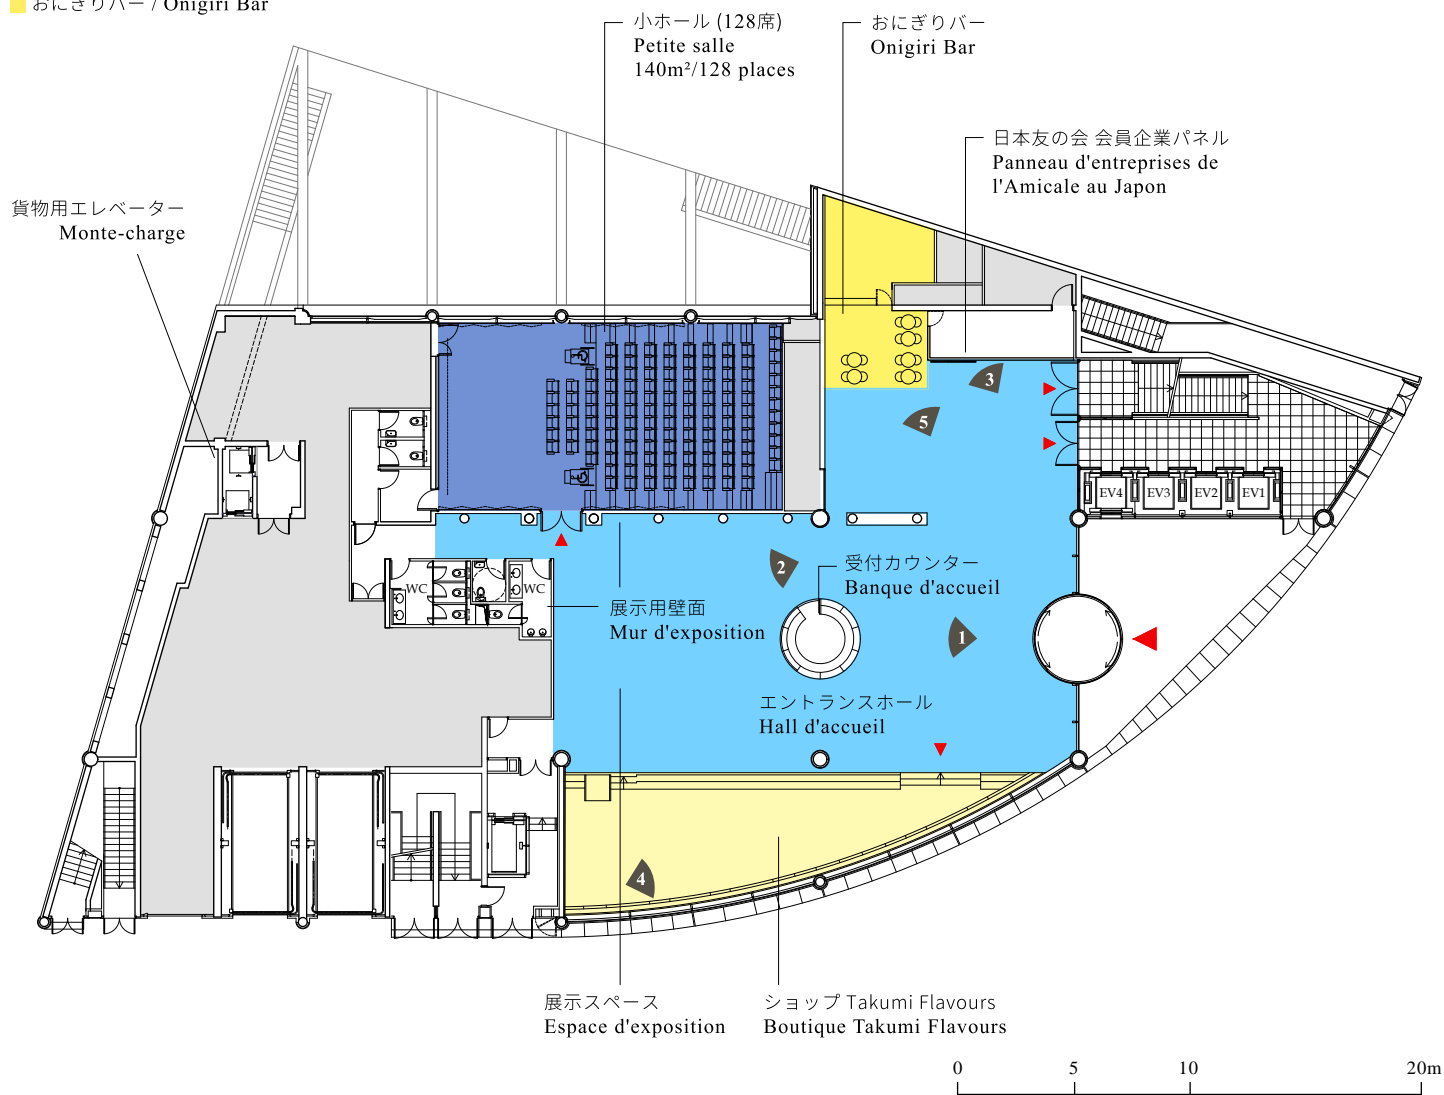 おにぎりバー / Onigiri Bar
小ホール (128席)
Petite salle
140m²/128 places
おにぎりバー
Onigiri Bar
日本友の会 会員企業パネル
Panneau d'entreprises de
l'Amicale au Japon
貨物用エレベーター
Monte-charge
3
5
EV4
EV3
EV2
EV1
2
受付カウンター
Banque d'accueil
WC
WC
展示用壁面
Mur d'exposition
1
エントランスホール
Hall d'accueil
4
展示スペース
Espace d'exposition
ショップ Takumi Flavours
Boutique Takumi Flavours
0
5
10
20m